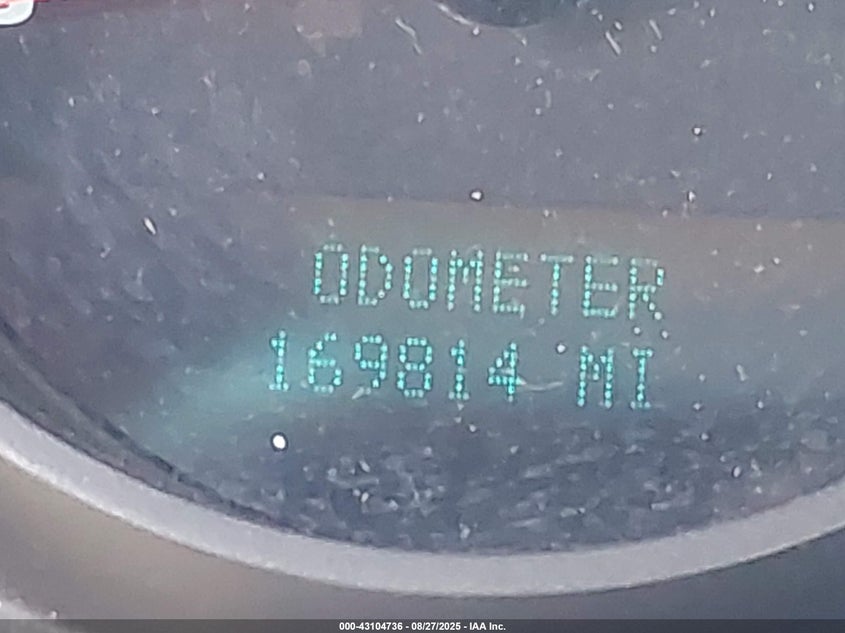 ODOMETER
169814 MI
000-43104736 - 08/27/2025 - IAA Inc.